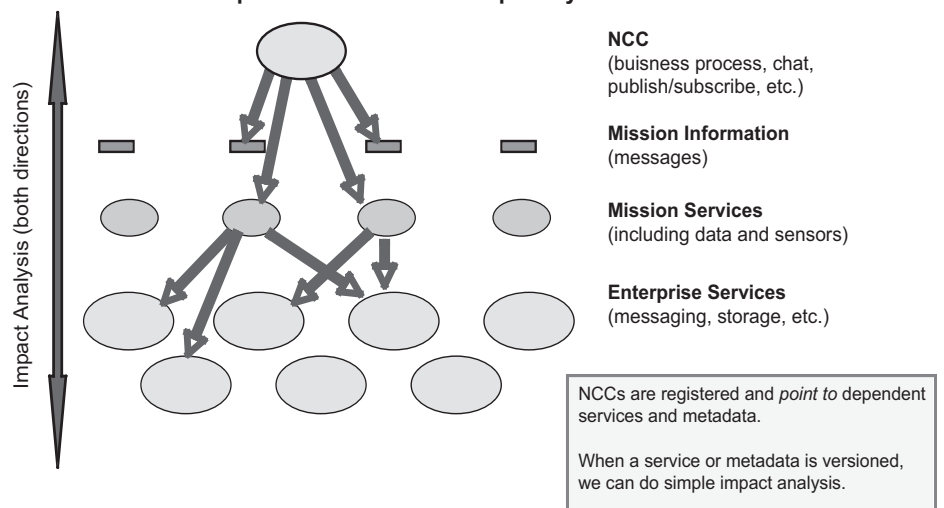 Impact Analysis (both directions)
NCC
(buisness process, chat,
publish/subscribe, etc.)
Mission Information
(messages)
Mission Services
(including data and sensors)
Enterprise Services
(messaging, storage, etc.)
NCCs are registered and point to dependent
services and metadata.
When a service or metadata is versioned,
we can do simple impact analysis.